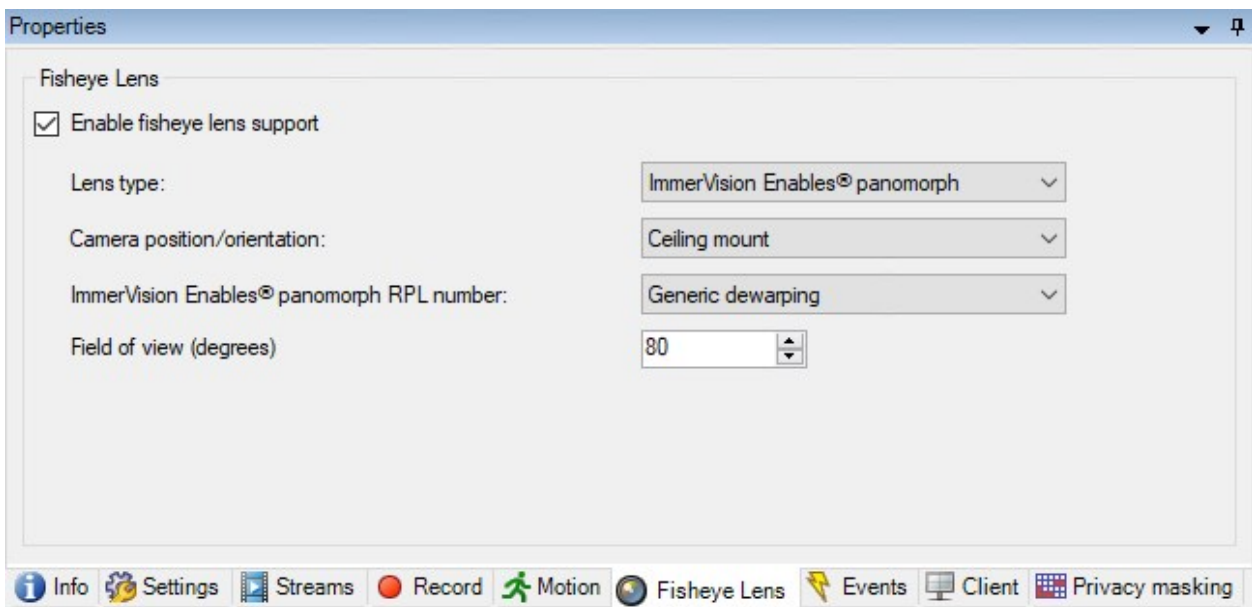 Properties
Fisheye Lens
Enable fisheye lens support
Lens type: ImmerVision Enables® panomorph
Camera position/orientation: Ceiling mount
ImmerVision Enables® panomorph RPL number: Generic dewarping
Field of view (degrees) 80
Info Settings Streams Record Motion Fisheye Lens Events Client Privacy masking